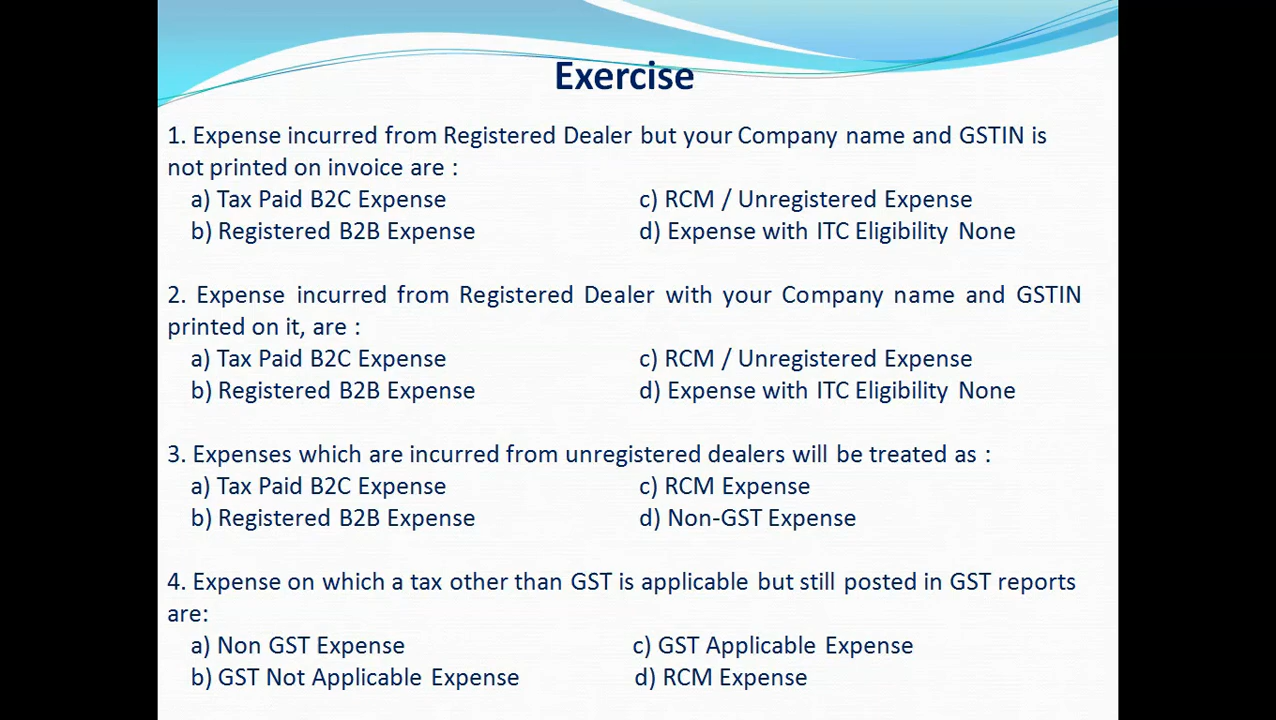 Exercise
1. Expense incurred from Registered Dealer but your Company name and GSTIN is
not printed on invoice are :
a) Tax Paid B2C Expense c) RCM / Unregistered Expense
b) Registered B2B Expense d) Expense with ITC Eligibility None
2. Expense incurred from Registered Dealer with your Company name and GSTIN
printed on it, are :
a) Tax Paid B2C Expense c) RCM / Unregistered Expense
b) Registered B2B Expense d) Expense with ITC Eligibility None
3. Expenses which are incurred from unregistered dealers will be treated as :
a) Tax Paid B2C Expense c) RCM Expense
b) Registered B2B Expense d) Non-GST Expense
4. Expense on which a tax other than GST is applicable but still posted in GST reports
are:
a) Non GST Expense c) GST Applicable Expense
b) GST Not Applicable Expense d) RCM Expense